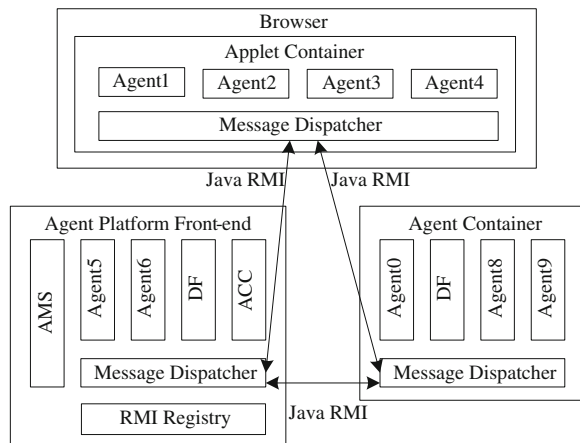 Browser
Applet Container
Agent1
Agent2
Agent3
Agent4
Message Dispatcher
Java RMI
Java RMI
Agent Platform Front-end
AMS
Agent5
Agent6
DF
ACC
Message Dispatcher
RMI Registry
Java RMI
Agent Container
Agent0
DF
Agent8
Agent9
Message Dispatcher